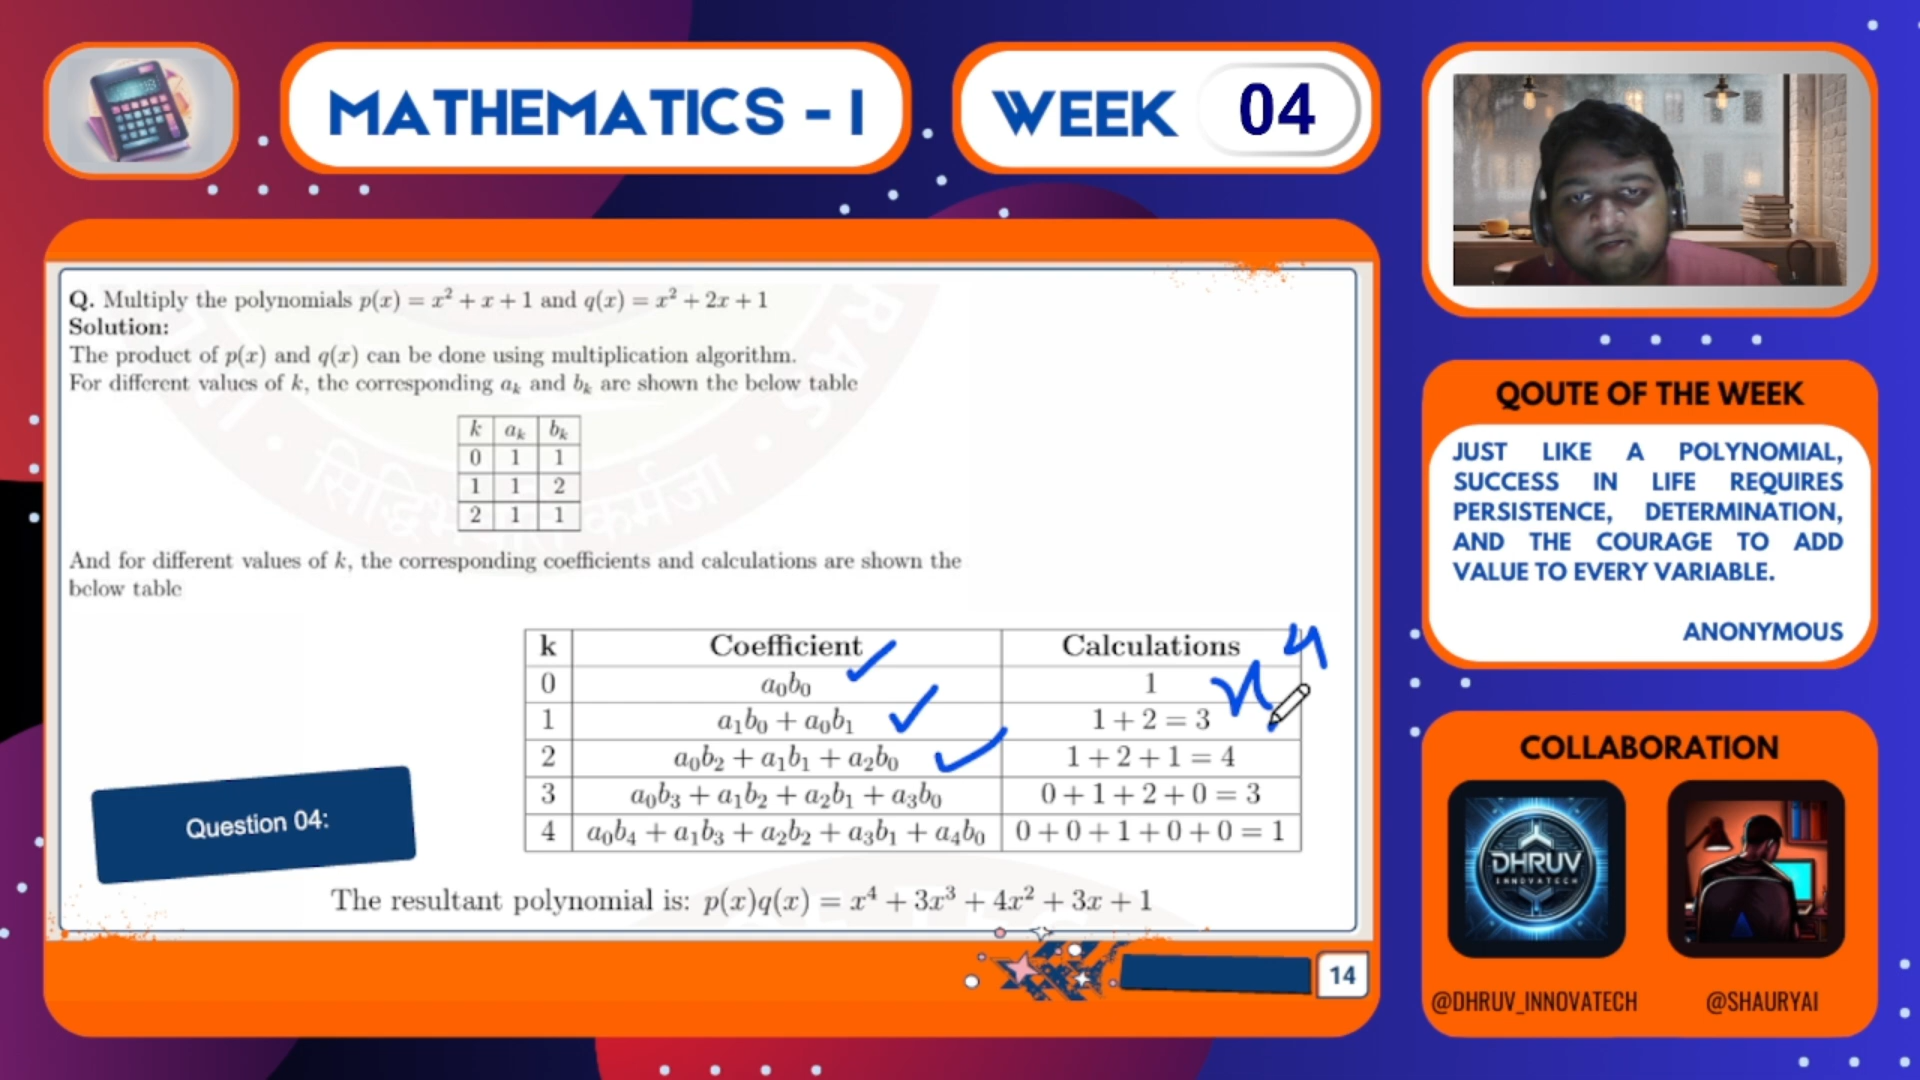 MATHEMATICS - I
WEEK 04
Q. Multiply the polynomials p(x) = x² + x + 1 and q(x) = x² + 2x + 1
Solution:
The product of p(x) and q(x) can be done using multiplication algorithm.
For different values of k, the corresponding aₖ and bₖ are shown the below table
k aₖ bₖ
0 1 1
1 1 2
2 1 1
And for different values of k, the corresponding coefficients and calculations are shown the
below table
k Coefficient Calculations
0 a₀b₀ 1
1 a₁b₀ + a₀b₁ 1 + 2 = 3
2 a₀b₂ + a₁b₁ + a₂b₀ 1 + 2 + 1 = 4
3 a₀b₃ + a₁b₂ + a₂b₁ + a₃b₀ 0 + 1 + 2 + 0 = 3
4 a₀b₄ + a₁b₃ + a₂b₂ + a₃b₁ + a₄b₀ 0 + 0 + 1 + 0 + 0 = 1
x⁴
Question 04:
The resultant polynomial is: p(x)q(x) = x⁴ + 3x³ + 4x² + 3x + 1
14
QOUTE OF THE WEEK
JUST LIKE A POLYNOMIAL,
SUCCESS IN LIFE REQUIRES
PERSISTENCE, DETERMINATION,
AND THE COURAGE TO ADD
VALUE TO EVERY VARIABLE.
ANONYMOUS
COLLABORATION
DHRUV
INNOVATECH
@DHRUV_INNOVATECH
@SHAURYAI